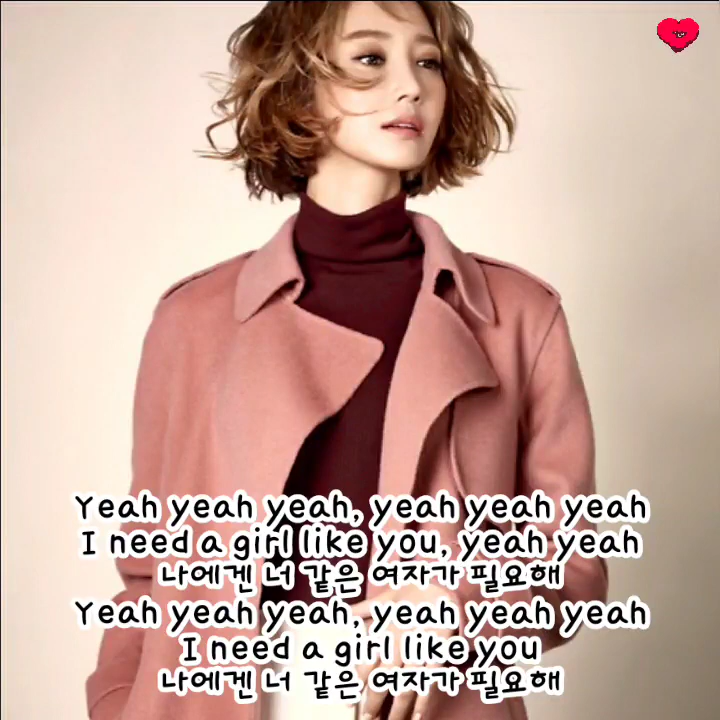 Yeah yeah yeah, yeah yeah yeah
I need a girl like you, yeah yeah
나에겐 너 같은 여자가 필요해
Yeah yeah yeah, yeah yeah yeah
I need a girl like you
나에겐 너 같은 여자가 필요해